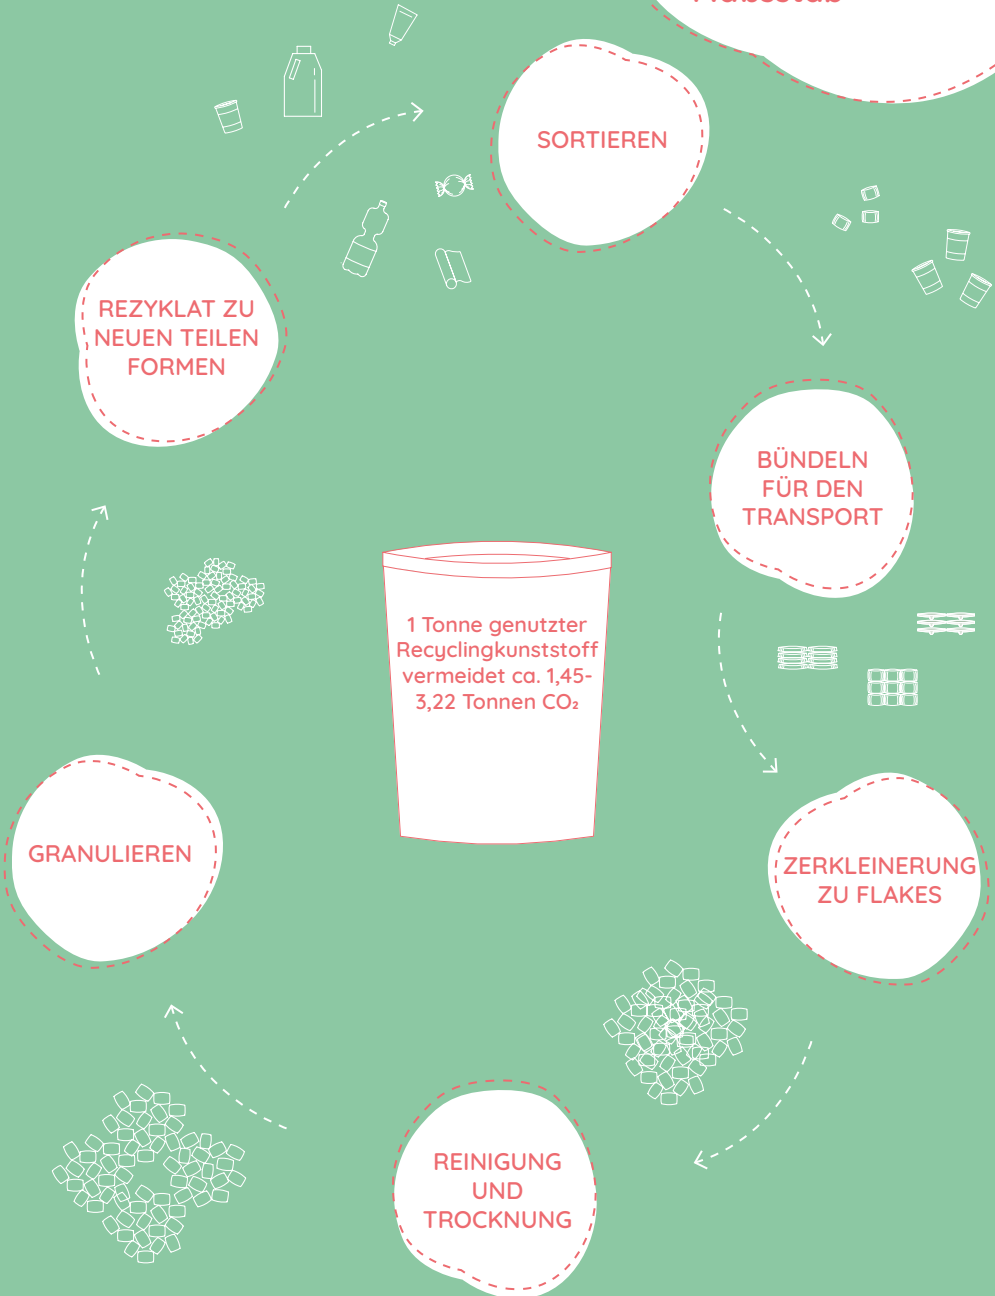 SORTIEREN
REZYKLAT ZU
NEUEN TEILEN
FORMEN
BÜNDELN
FÜR DEN
TRANSPORT
1 Tonne genutzter
Recyclingkunststoff
vermeidet ca. 1,45-
3,22 Tonnen CO₂
GRANULIEREN
ZERKLEINERUNG
ZU FLAKES
REINIGUNG
UND
TROCKNUNG